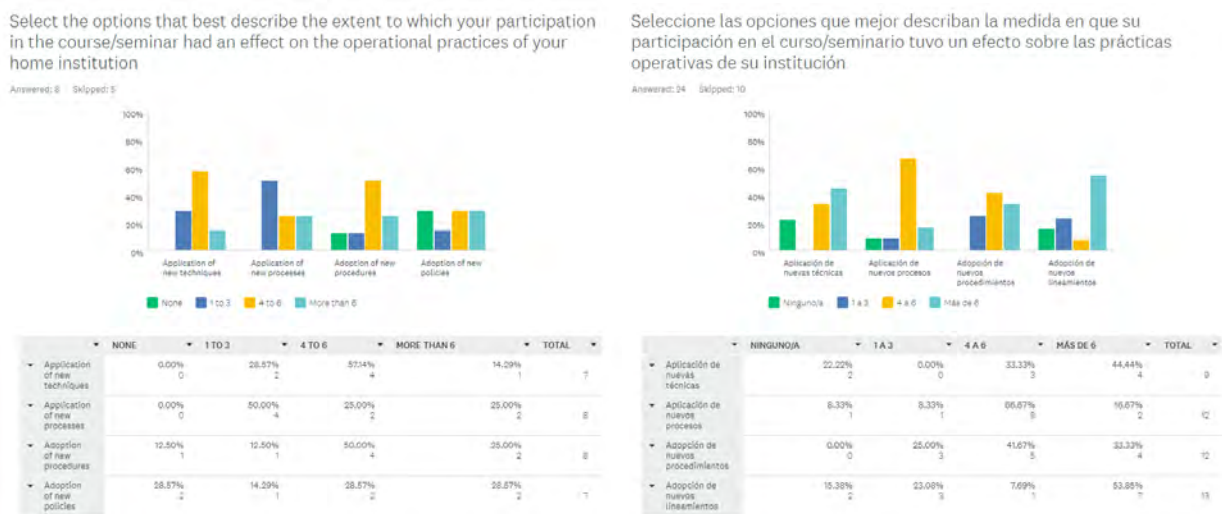 Select the options that best describe the extent to which your participation
in the course/seminar had an effect on the operational practices of your
home institution
Answered: 8 Skipped: 5
100%
80%
60%
40%
20%
0%
Application of
new techniques
Application of
new processes
Adoption of new
procedures
Adoption of new
policies
None 1 to 3 4 to 6 More than 6
NONE 1 TO 3 4 TO 6 MORE THAN 6 TOTAL
Application
of new
techniques
0.00% 28.57% 57.14% 14.29%
0 2 4 1 7
Application
of new
processes
0.00% 50.00% 25.00% 25.00%
0 4 2 2 8
Adoption
of new
procedures
12.50% 12.50% 50.00% 25.00%
1 1 4 2 8
Adoption
of new
policies
28.57% 14.29% 28.57% 28.57%
2 1 2 2 7
Seleccione las opciones que mejor describan la medida en que su
participación en el curso/seminario tuvo un efecto sobre las prácticas
operativas de su institución
Answered: 24 Skipped: 10
100%
80%
60%
40%
20%
0%
Aplicación de
nuevas técnicas
Aplicación de
nuevos procesos
Adopción de
nuevos
procedimientos
Adopción de
nuevos
lineamientos
Ninguno/a 1 a 3 4 a 6 Más de 6
NINGUNO/A 1 A 3 4 A 6 MÁS DE 6 TOTAL
Aplicación de
nuevas
técnicas
22.22% 0.00% 33.33% 44.44%
2 0 3 4 9
Aplicación de
nuevos
procesos
8.33% 8.33% 66.67% 16.67%
1 1 8 2 12
Adopción de
nuevos
procedimientos
0.00% 25.00% 41.67% 33.33%
0 3 5 4 12
Adopción de
nuevos
lineamientos
15.38% 23.08% 7.69% 53.85%
2 3 1 7 13